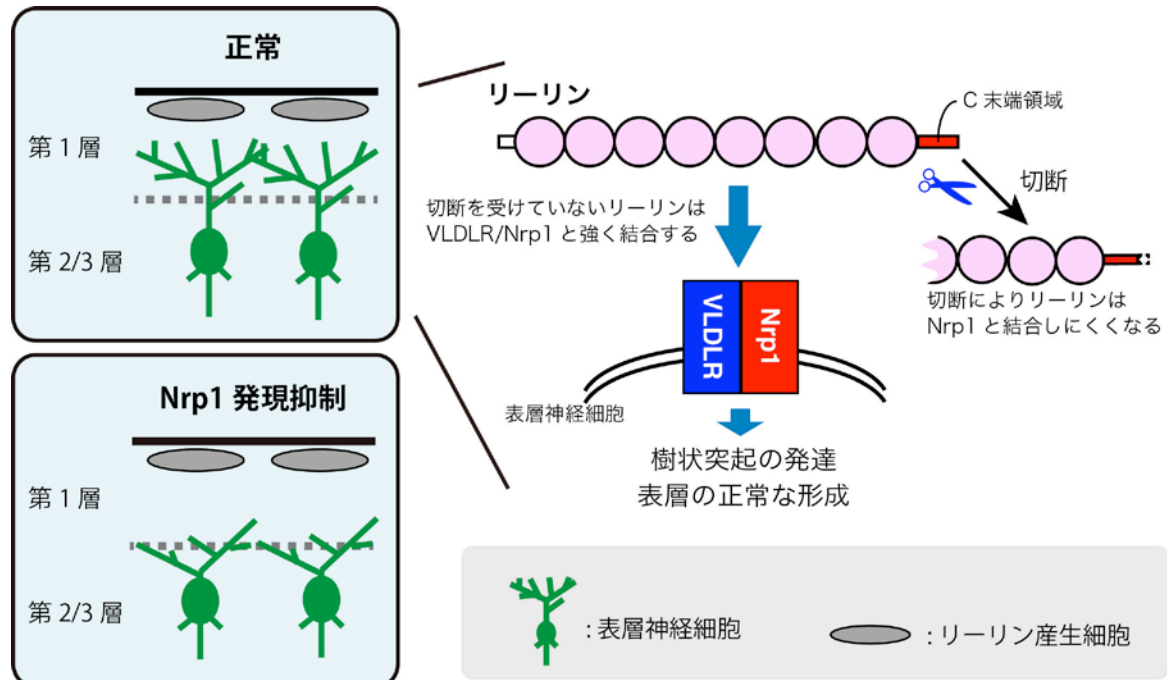 正常
第 1 層
第 2/3 層
Nrp1 発現抑制
第 1 層
第 2/3 層
リーリン
C 末端領域
切断
切断を受けていないリーリンは
VLDLR/Nrp1 と強く結合する
切断によりリーリンは
Nrp1 と結合しにくくなる
VLDLR
Nrp1
表層神経細胞
樹状突起の発達
表層の正常な形成
: 表層神経細胞
: リーリン産生細胞